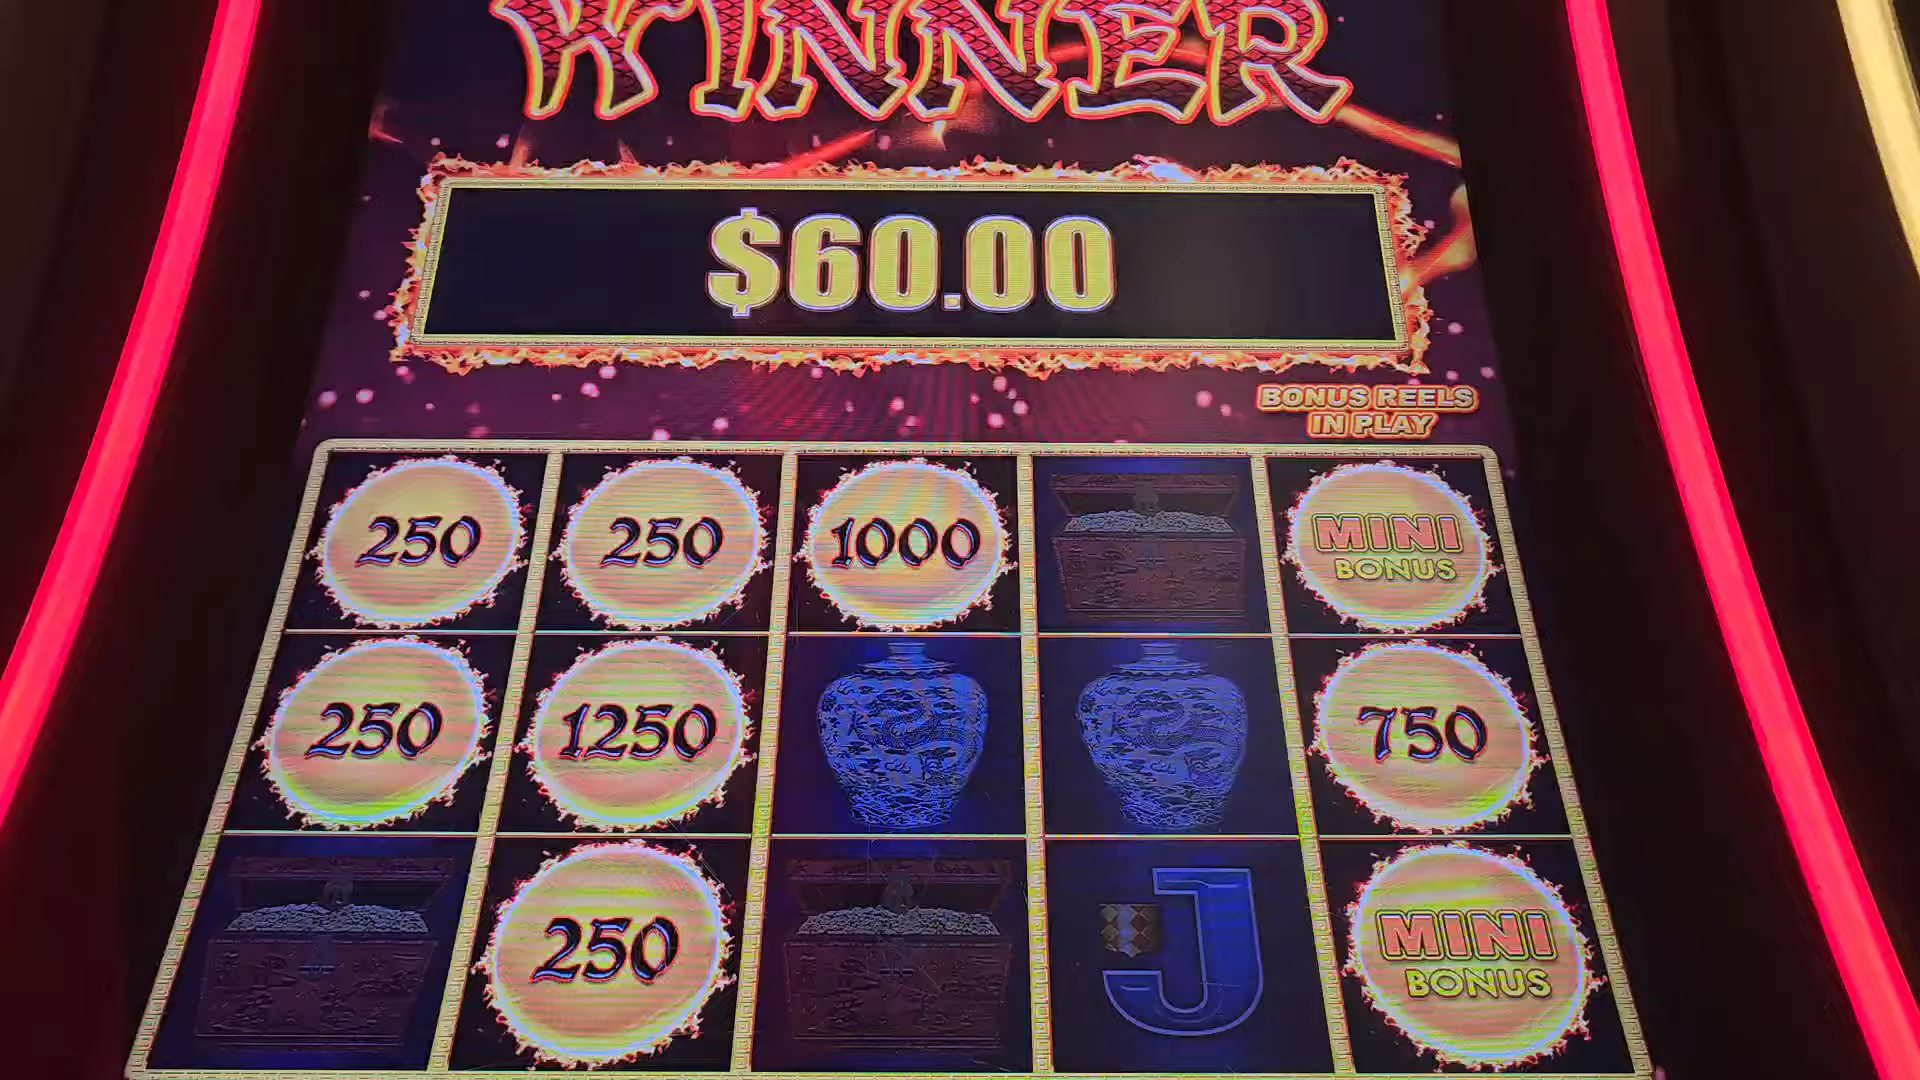 WINNER
$60.00
BONUS REELS
IN PLAY
250
250
1000
MINI
BONUS
250
1250
750
250
J
MINI
BONUS